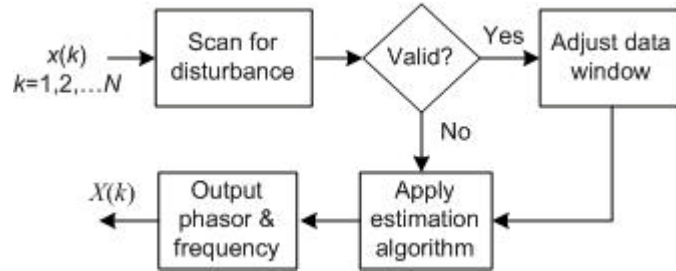 x(k)
k=1,2,...N
Scan for
disturbance
Valid?
Yes
Adjust data
window
No
Apply
estimation
algorithm
Output
phasor &
frequency
X(k)